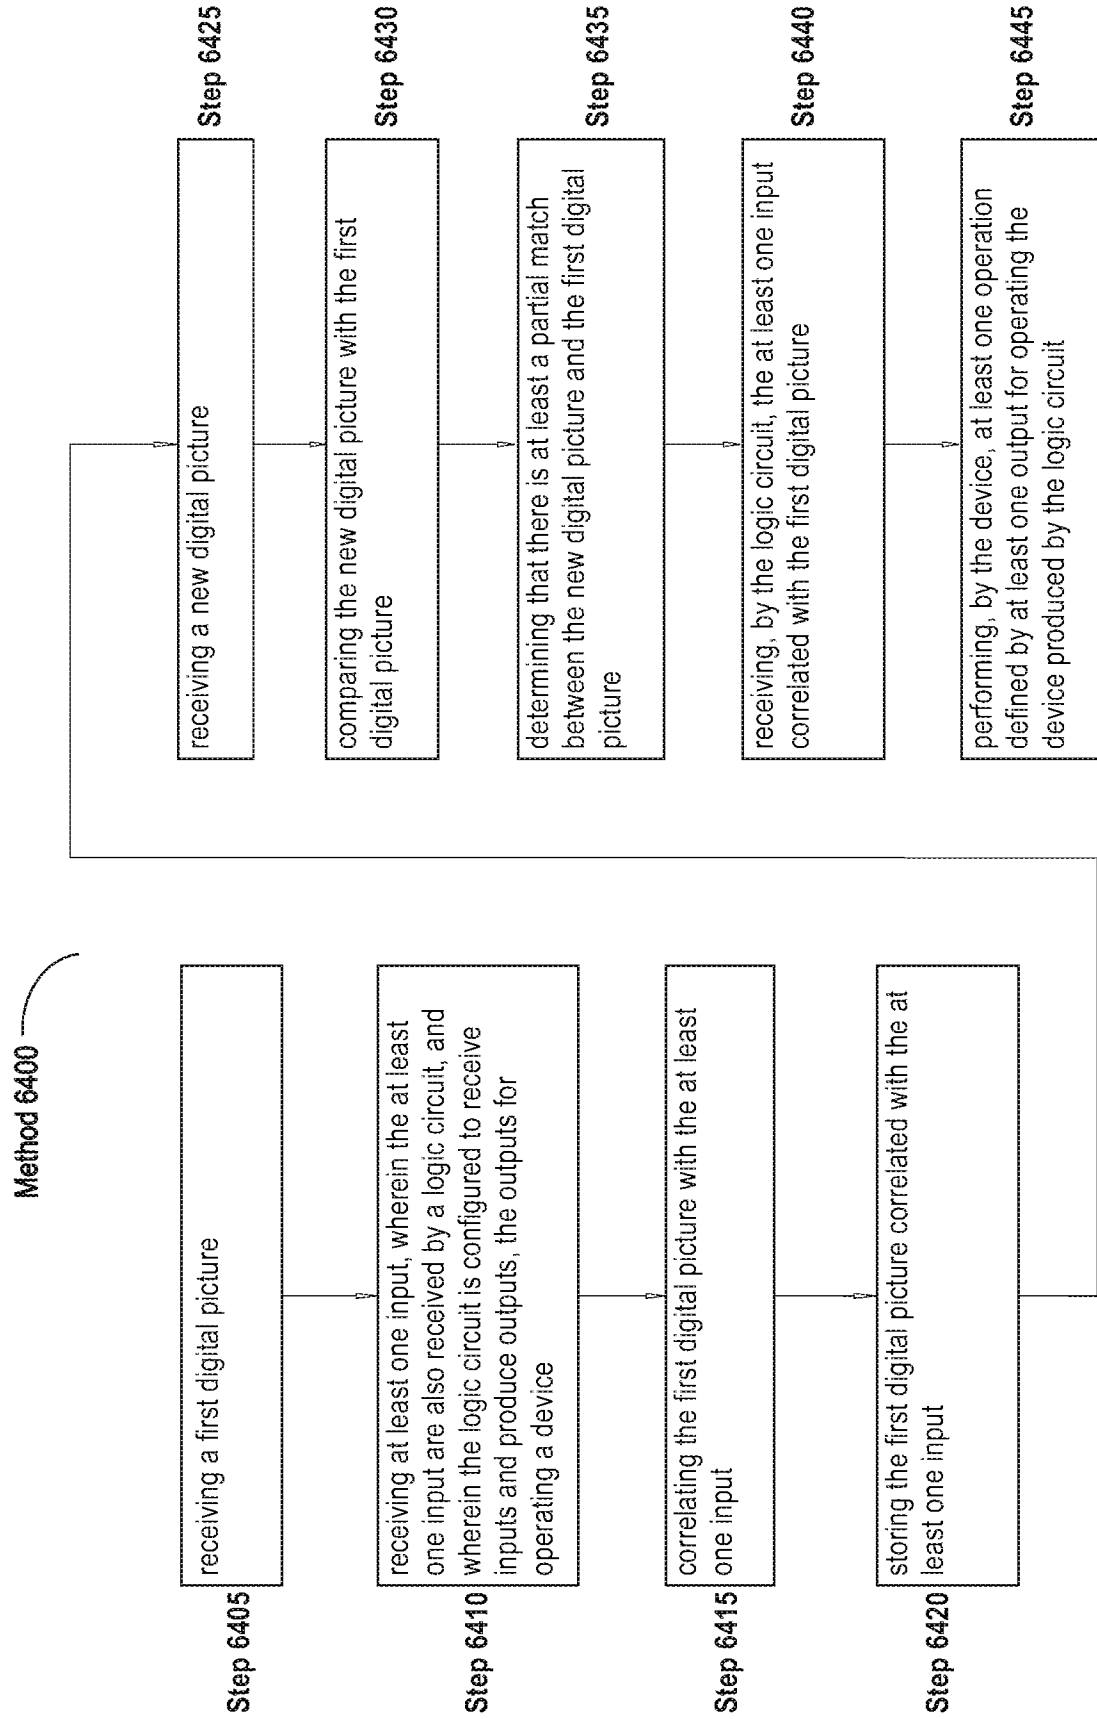 Method 6400
Step 6405
receiving a first digital picture
Step 6410
receiving at least one input, wherein the at least
one input are also received by a logic circuit, and
wherein the logic circuit is configured to receive
inputs and produce outputs, the outputs for
operating a device
Step 6415
correlating the first digital picture with the at least
one input
Step 6420
storing the first digital picture correlated with the at
least one input
receiving a new digital picture
Step 6425
comparing the new digital picture with the first
digital picture
Step 6430
determining that there is at least a partial match
between the new digital picture and the first digital
picture
Step 6435
receiving, by the logic circuit, the at least one input
correlated with the first digital picture
Step 6440
performing, by the device, at least one operation
defined by at least one output for operating the
device produced by the logic circuit
Step 6445